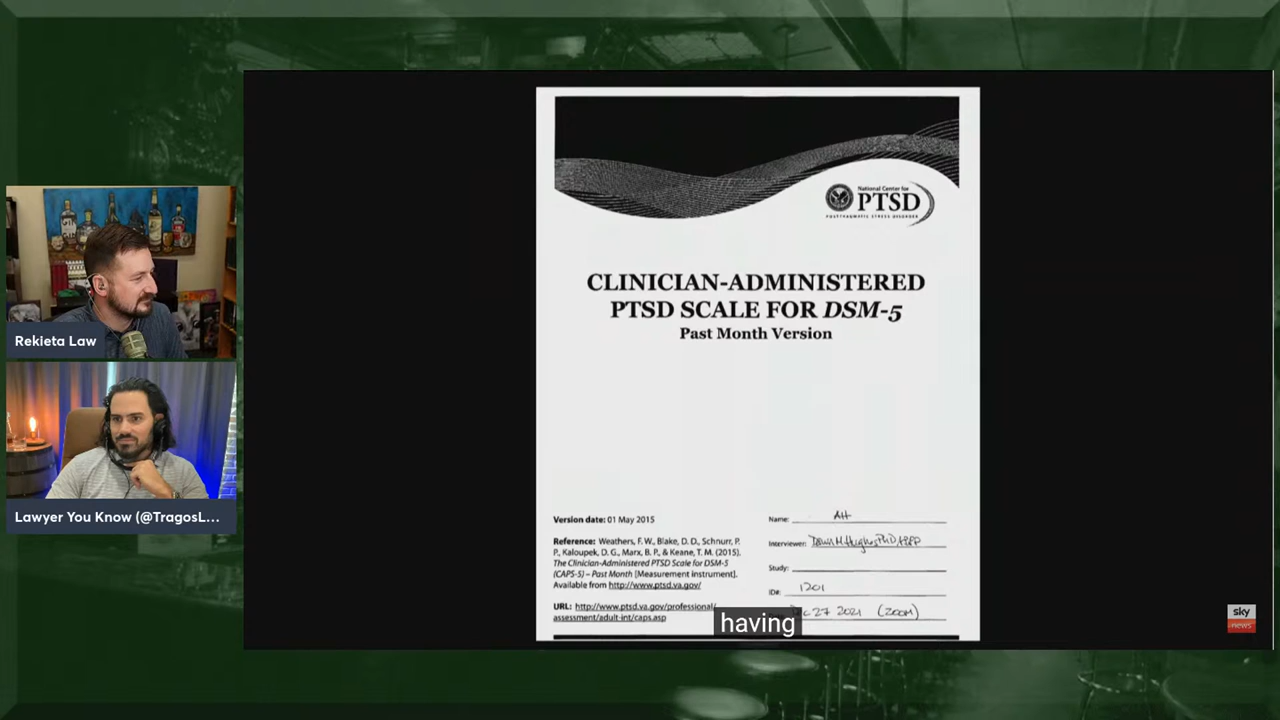 National Center for
PTSD
POSTTRAUMATIC STRESS DISORDER
CLINICIAN-ADMINISTERED
PTSD SCALE FOR DSM-5
Past Month Version
Version date: 01 May 2015
Reference: Weathers, F. W., Blake, D. D., Schnurr, P.
P., Kaloupek, D. G., Marx, B. P., & Keane, T. M. (2015).
The Clinician-Administered PTSD Scale for DSM-5
(CAPS-5) – Past Month [Measurement instrument].
Available from http://www.ptsd.va.gov/
URL: http://www.ptsd.va.gov/professional/
assessment/adult-int/caps.asp
Name: AH
Interviewer: Dawn M. Hughes, PhD, ABPP
Study:
ID#: 1201
27 2021 (ZOOM)
having
Rekieta Law
Lawyer You Know (@TragosL...
sky
news